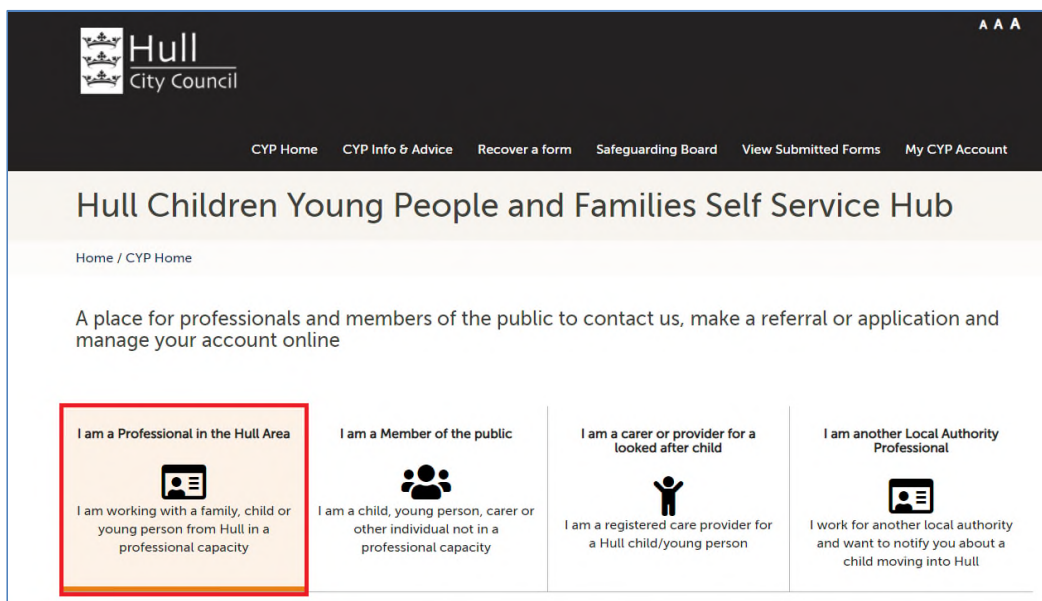 A A A
Hull
City Council
CYP Home CYP Info & Advice Recover a form Safeguarding Board View Submitted Forms My CYP Account
Hull Children Young People and Families Self Service Hub
Home / CYP Home
A place for professionals and members of the public to contact us, make a referral or application and
manage your account online
I am a Professional in the Hull Area
I am working with a family, child or
young person from Hull in a
professional capacity
I am a Member of the public
I am a child, young person, carer or
other individual not in a
professional capacity
I am a carer or provider for a
looked after child
I am a registered care provider for
a Hull child/young person
I am another Local Authority
Professional
I work for another local authority
and want to notify you about a
child moving into Hull